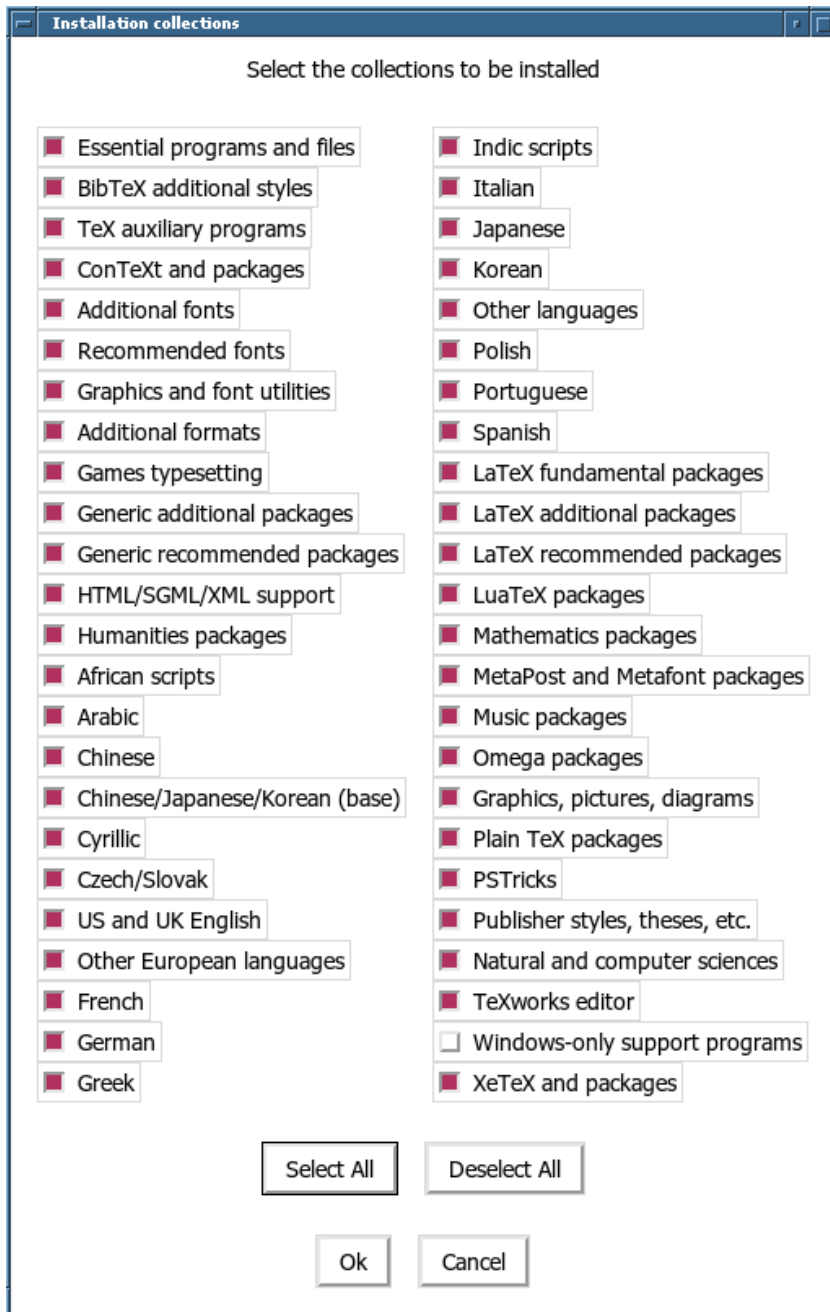 Installation collections
Select the collections to be installed
Essential programs and files
BibTeX additional styles
TeX auxiliary programs
ConTeXt and packages
Additional fonts
Recommended fonts
Graphics and font utilities
Additional formats
Games typesetting
Generic additional packages
Generic recommended packages
HTML/SGML/XML support
Humanities packages
African scripts
Arabic
Chinese
Chinese/Japanese/Korean (base)
Cyrillic
Czech/Slovak
US and UK English
Other European languages
French
German
Greek
Indic scripts
Italian
Japanese
Korean
Other languages
Polish
Portuguese
Spanish
LaTeX fundamental packages
LaTeX additional packages
LaTeX recommended packages
LuaTeX packages
Mathematics packages
MetaPost and Metafont packages
Music packages
Omega packages
Graphics, pictures, diagrams
Plain TeX packages
PSTricks
Publisher styles, theses, etc.
Natural and computer sciences
TeXworks editor
Windows-only support programs
XeTeX and packages
Select All
Deselect All
Ok
Cancel